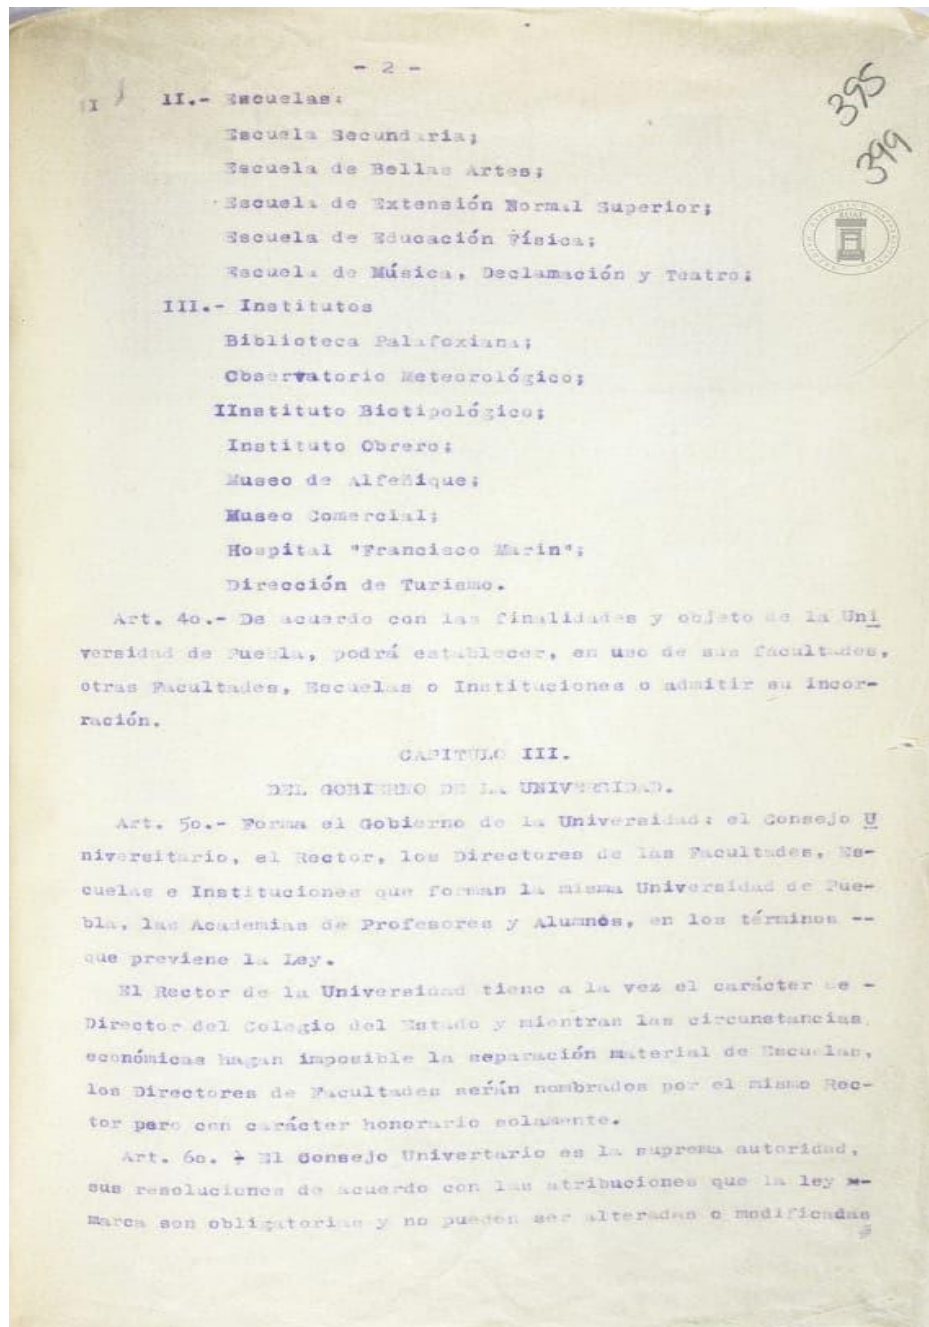 - 2 -
II.- Escuelas:
395
Escuela Secundaria;
399
Escuela de Bellas Artes;
Escuela de Extensión Normal Superior;
Escuela de Educación Física;
Escuela de Música, Declamación y Teatro;
III.- Institutos
Biblioteca Palafoxiana;
Observatorio Meteorológico;
IInstituto Biotipológico;
Instituto Obrero;
Museo de Alfeñique;
Museo Comercial;
Hospital "Francisco Marin";
Dirección de Turismo.
Art. 4o.- De acuerdo con las finalidades y objeto de la Uni
versidad de Puebla, podrá establecer, en uso de sus facultades,
otras Facultades, Escuelas o Instituciones o admitir su incor-
ración.
CAPITULO III.
DEL GOBIERNO DE LA UNIVERSIDAD.
Art. 5o.- Forma el Gobierno de la Universidad: el Consejo U
niversitario, el Rector, los Directores de las Facultades, Es-
cuelas e Instituciones que forman la misma Universidad de Pue-
bla, las Academias de Profesores y Alumnos, en los términos --
que previene la Ley.
El Rector de la Universidad tiene a la vez el carácter de -
Director del Colegio del Estado y mientras las circunstancias
económicas hagan imposible la separación material de Escuelas,
los Directores de Facultades serán nombrados por el mismo Rec-
tor pero con carácter honorario solamente.
Art. 6o. - El Consejo Univertario es la suprema autoridad,
sus resoluciones de acuerdo con las atribuciones que la ley
marca son obligatorias y no pueden ser alteradas o modificadas